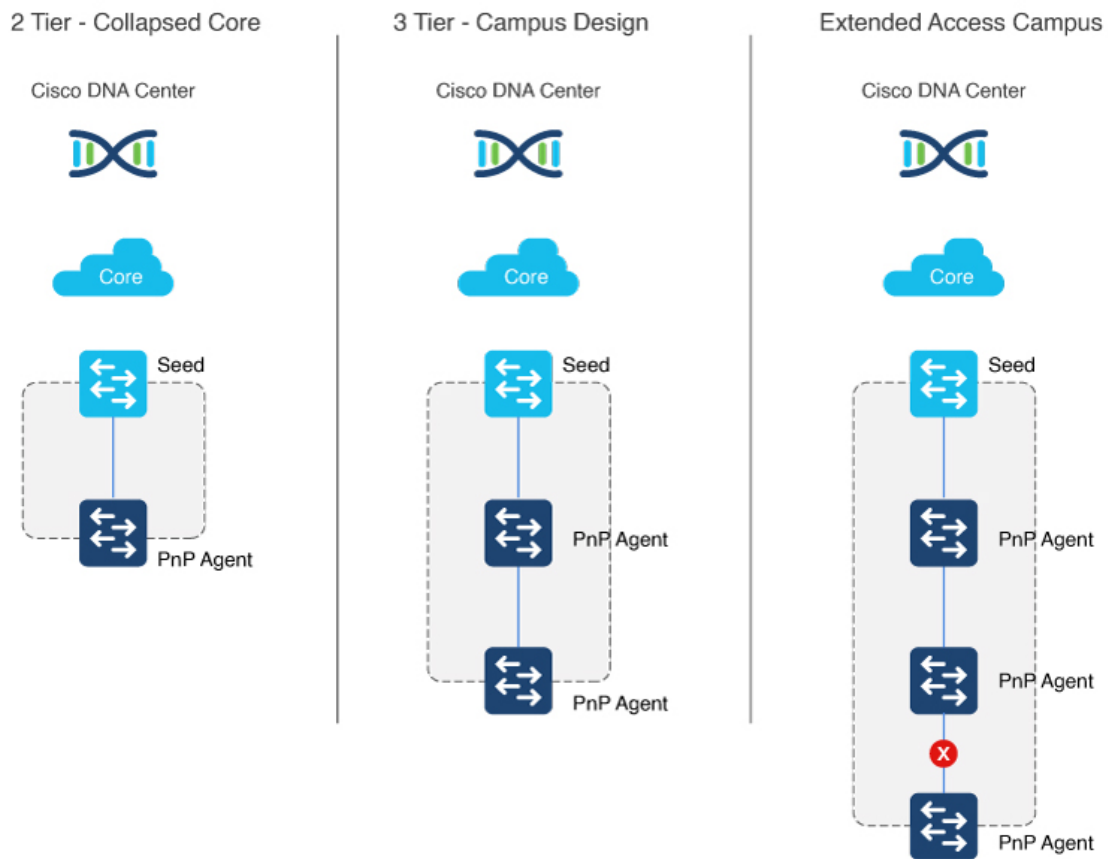 2 Tier - Collapsed Core
Cisco DNA Center
Core
Seed
PnP Agent
3 Tier - Campus Design
Cisco DNA Center
Core
Seed
PnP Agent
PnP Agent
Extended Access Campus
Cisco DNA Center
Core
Seed
PnP Agent
PnP Agent
X
PnP Agent